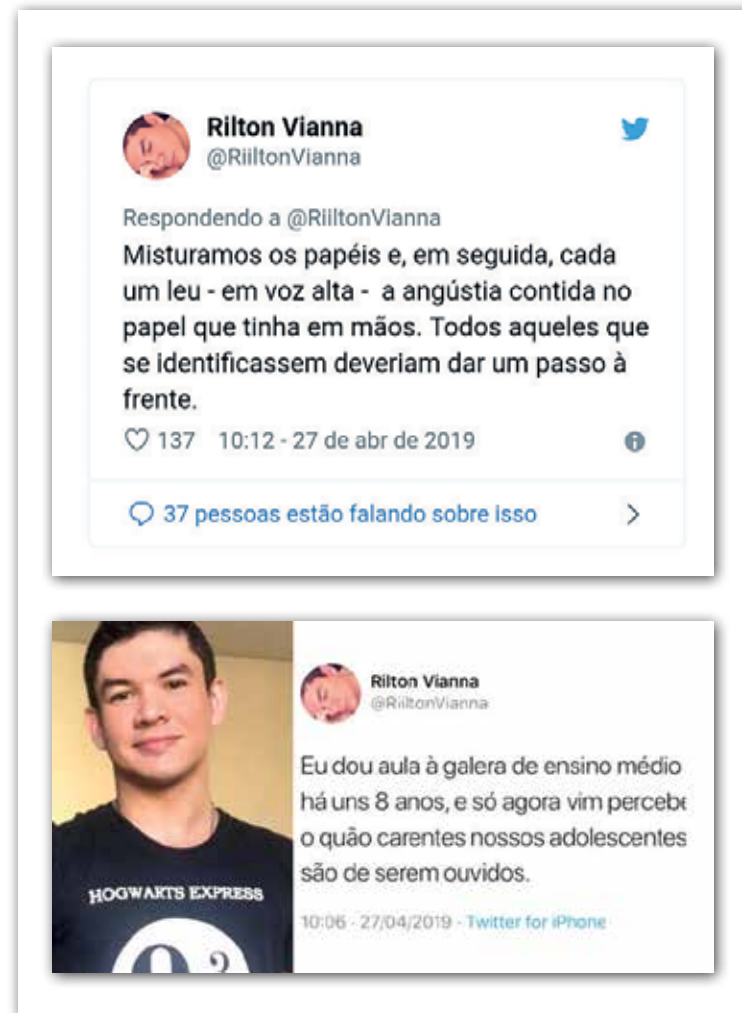 Rilton Vianna
@RiiltonVianna
Respondendo a @RiiltonVianna
Misturamos os papéis e, em seguida, cada
um leu - em voz alta - a angústia contida no
papel que tinha em mãos. Todos aqueles que
se identificassem deveriam dar um passo à
frente.
137 10:12 - 27 de abr de 2019
37 pessoas estão falando sobre isso
Rilton Vianna
@RiiltonVianna
Eu dou aula à galera de ensino médio
há uns 8 anos, e só agora vim percebe
o quão carentes nossos adolescentes
são de serem ouvidos.
10:06 - 27/04/2019 - Twitter for iPhone
HOGWARTS EXPRESS
9 3